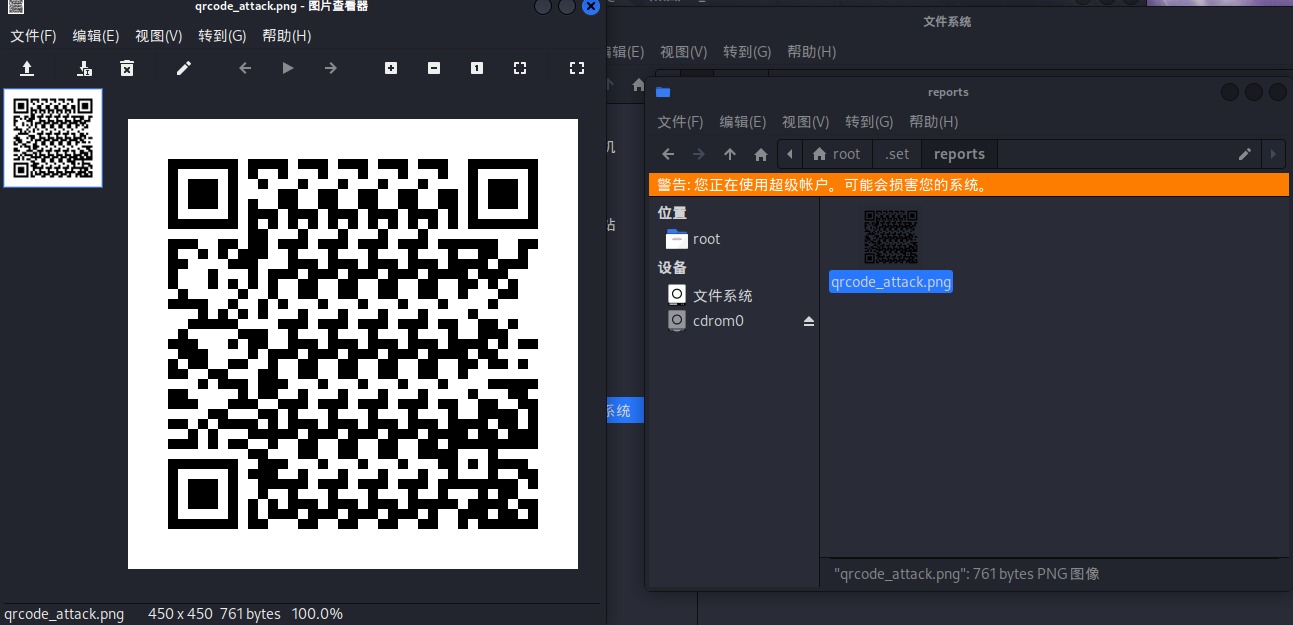 qrcode_attack.png - 图片查看器
文件(F) 编辑(E) 视图(V) 转到(G) 帮助(H)
qrcode_attack.png 450 x 450 761 bytes 100.0%
文件系统
编辑(E) 视图(V) 转到(G) 帮助(H)
机
站
系统
reports
文件(F) 编辑(E) 视图(V) 转到(G) 帮助(H)
root .set reports
警告: 您正在使用超级帐户。可能会损害您的系统。
位置
root
设备
文件系统
cdrom0
qrcode_attack.png
"qrcode_attack.png": 761 bytes PNG 图像